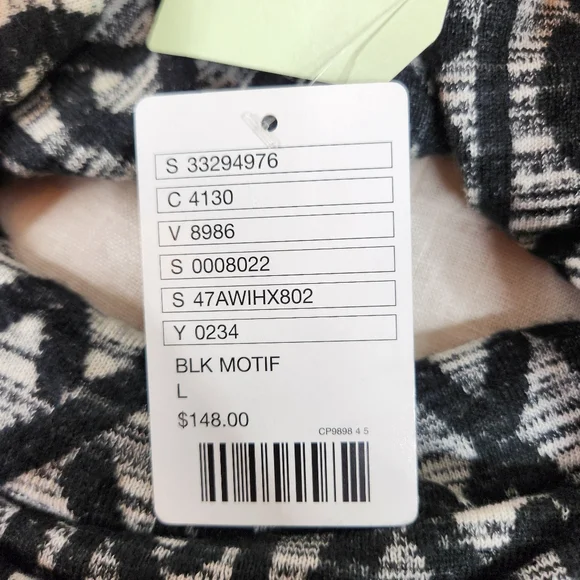 S 33294976
C 4130
V 8986
S 0008022
S 47AWIHX802
Y 0234
BLK MOTIF
L
$148.00
CP9898 4 5